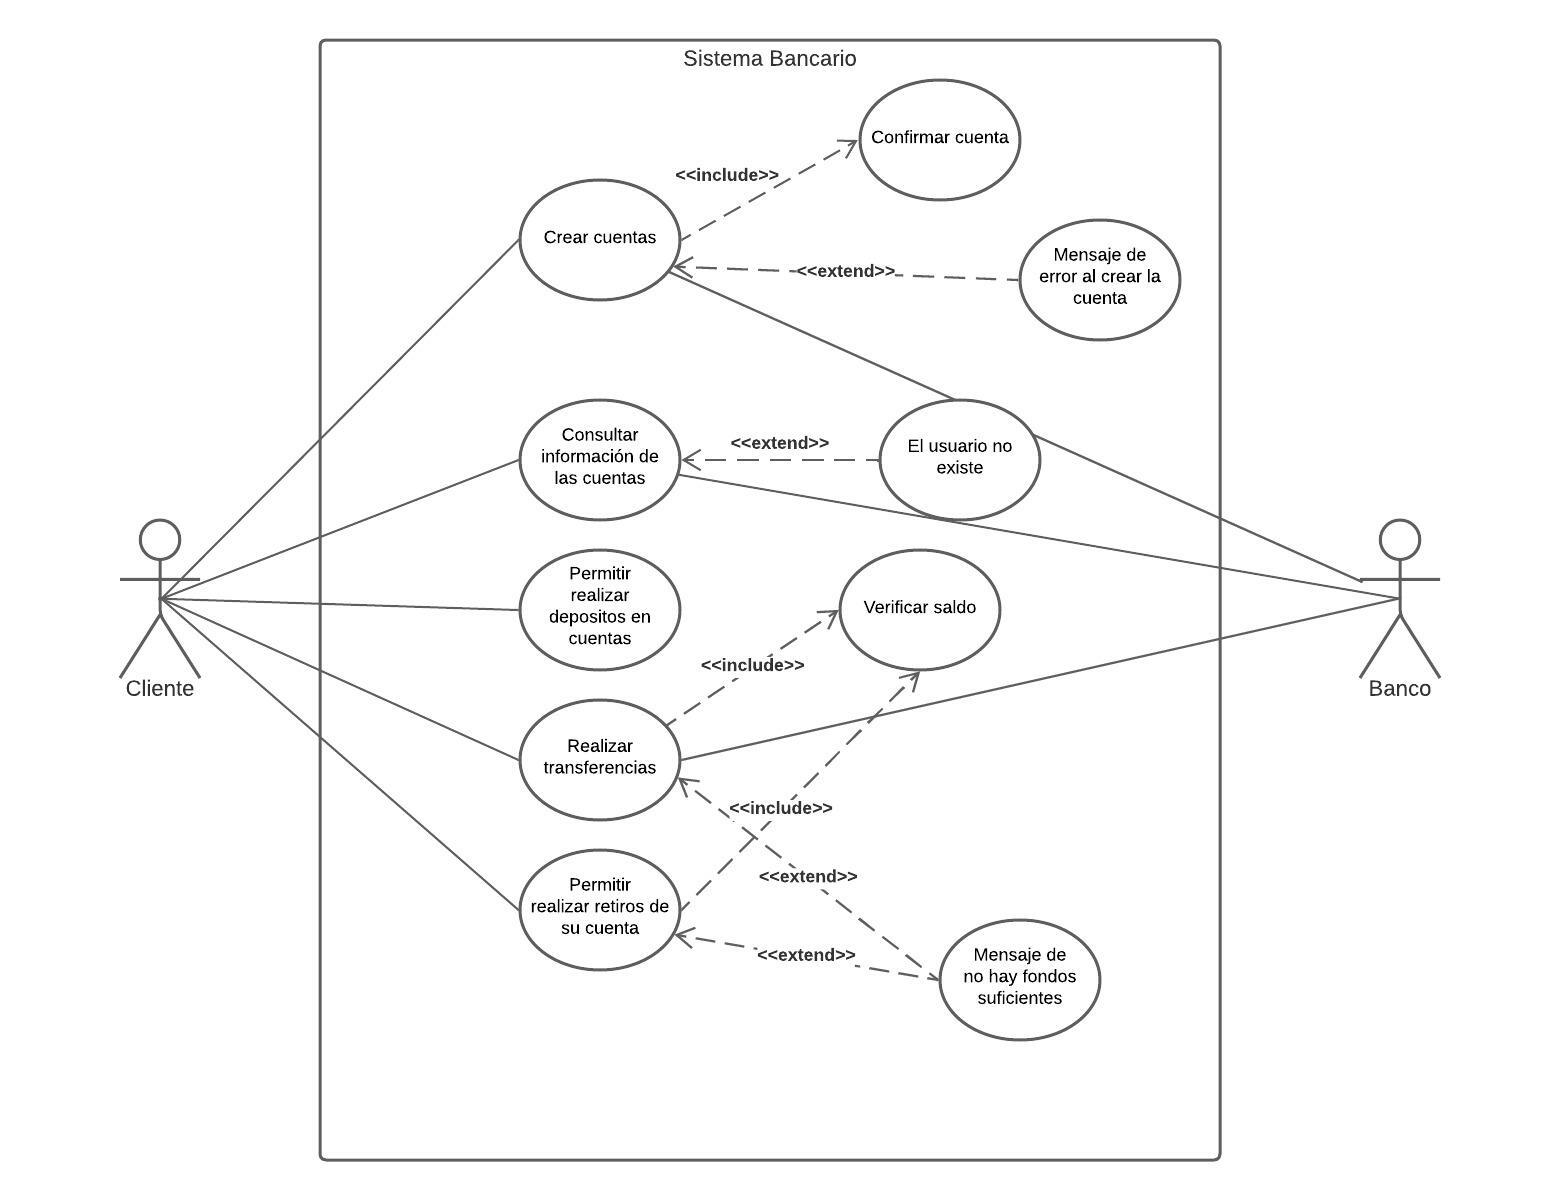 Sistema Bancario
Confirmar cuenta
<<include>>
Crear cuentas
Mensaje de
error al crear la
cuenta
<<extend>>
Consultar
información de
las cuentas
<<extend>>
El usuario no
existe
Permitir
realizar
depositos en
cuentas
Verificar saldo
<<include>>
Cliente
Banco
Realizar
transferencias
<<include>>
<<extend>>
Permitir
realizar retiros de
su cuenta
<<extend>>
Mensaje de
no hay fondos
suficientes